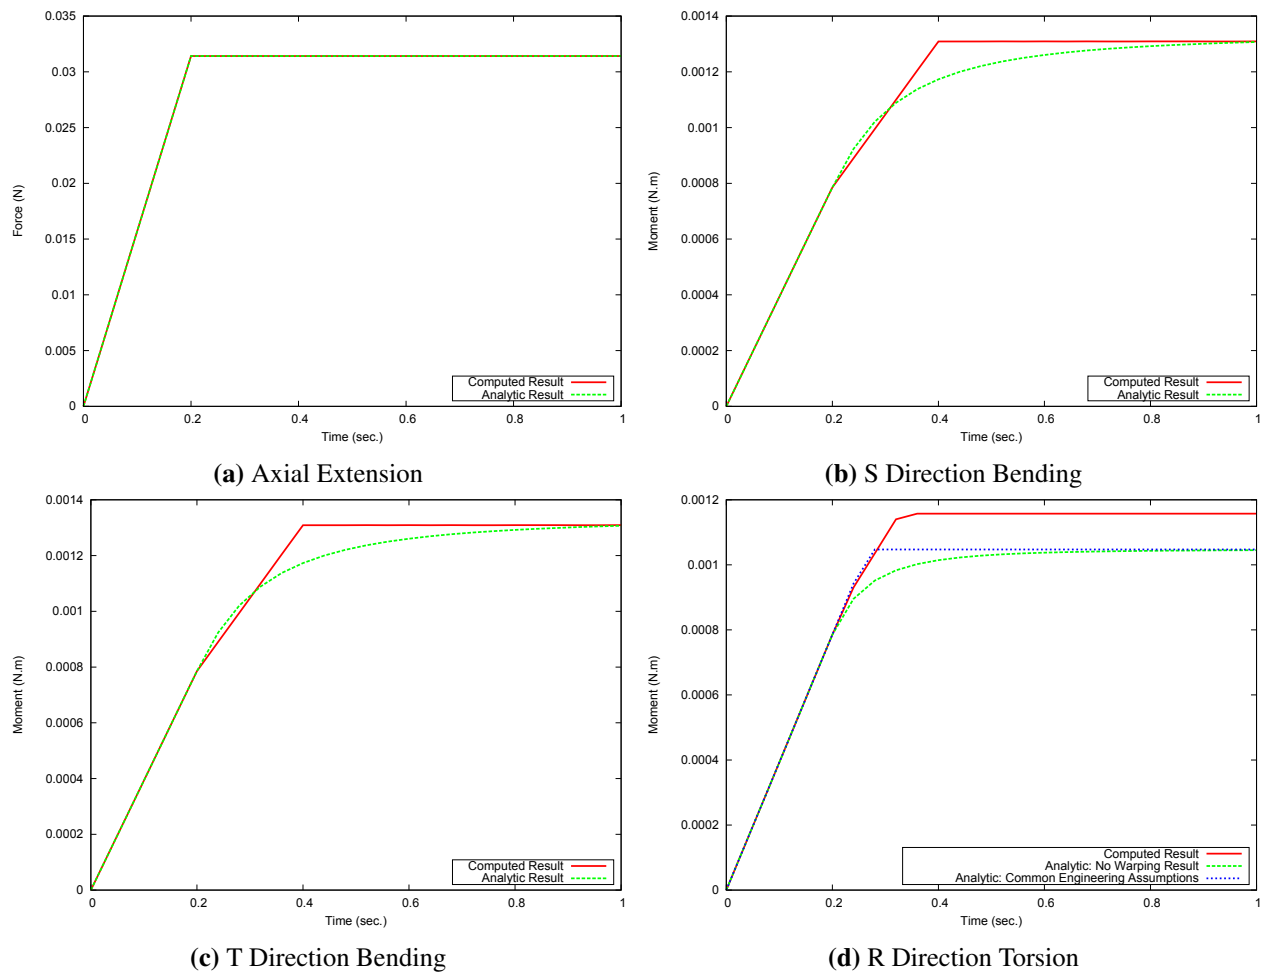 0.035
0.03
0.025
0.02
0.015
0.01
0.005
0
Force (N)
0 0.2 0.4 0.6 0.8 1
Time (sec.)
Computed Result
Analytic Result
(a) Axial Extension
0.0014
0.0012
0.001
0.0008
0.0006
0.0004
0.0002
0
Moment (N.m)
0 0.2 0.4 0.6 0.8 1
Time (sec.)
Computed Result
Analytic Result
(b) S Direction Bending
0.0014
0.0012
0.001
0.0008
0.0006
0.0004
0.0002
0
Moment (N.m)
0 0.2 0.4 0.6 0.8 1
Time (sec.)
Computed Result
Analytic Result
(c) T Direction Bending
0.0012
0.001
0.0008
0.0006
0.0004
0.0002
0
Moment (N.m)
0 0.2 0.4 0.6 0.8 1
Time (sec.)
Computed Result
Analytic: No Warping Result
Analytic: Common Engineering Assumptions
(d) R Direction Torsion